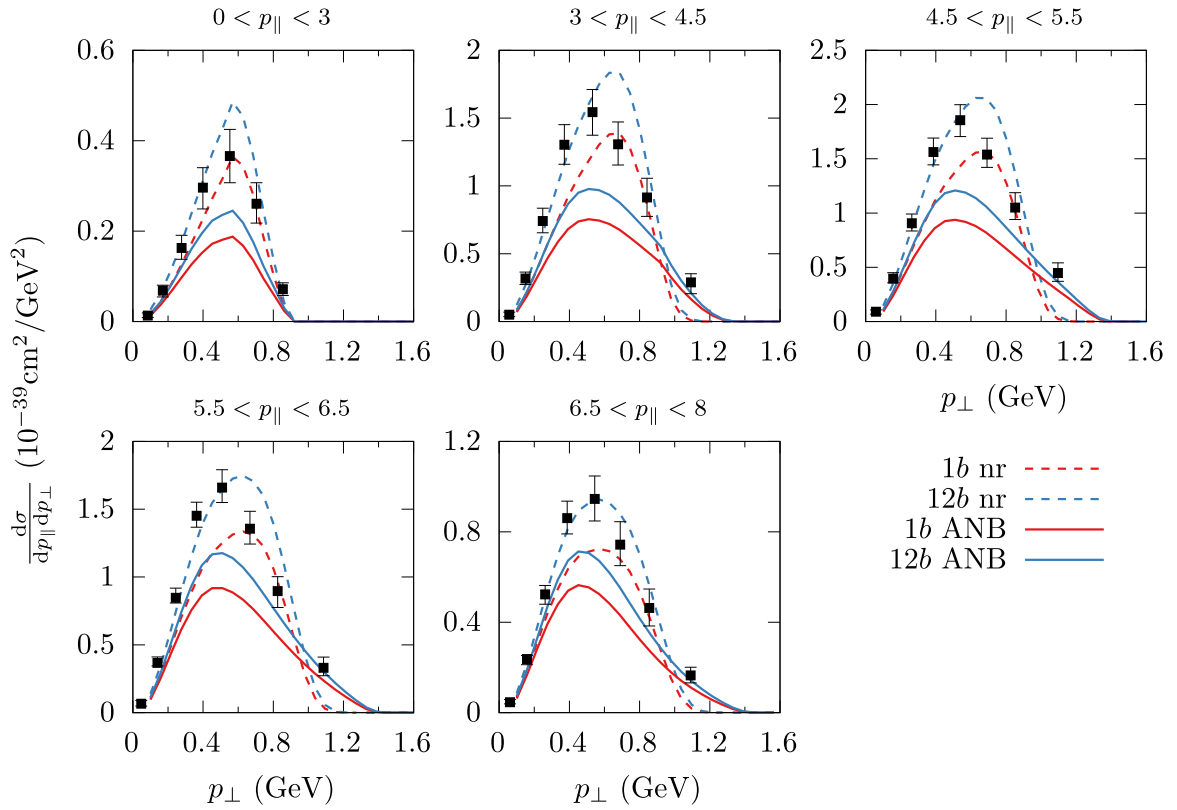 0 < p∥ < 3
3 < p∥ < 4.5
4.5 < p∥ < 5.5
0.6
0.4
0.2
0
0 0.4 0.8 1.2 1.6
2
1.5
1
0.5
0
0 0.4 0.8 1.2 1.6
2.5
2
1.5
1
0.5
0
0 0.4 0.8 1.2 1.6
p⊥ (GeV)
dσ/dp∥dp⊥ (10⁻³⁹cm²/GeV²)
5.5 < p∥ < 6.5
6.5 < p∥ < 8
2
1.5
1
0.5
0
0 0.4 0.8 1.2 1.6
p⊥ (GeV)
1.2
0.8
0.4
0
0 0.4 0.8 1.2 1.6
p⊥ (GeV)
1b nr
12b nr
1b ANB
12b ANB